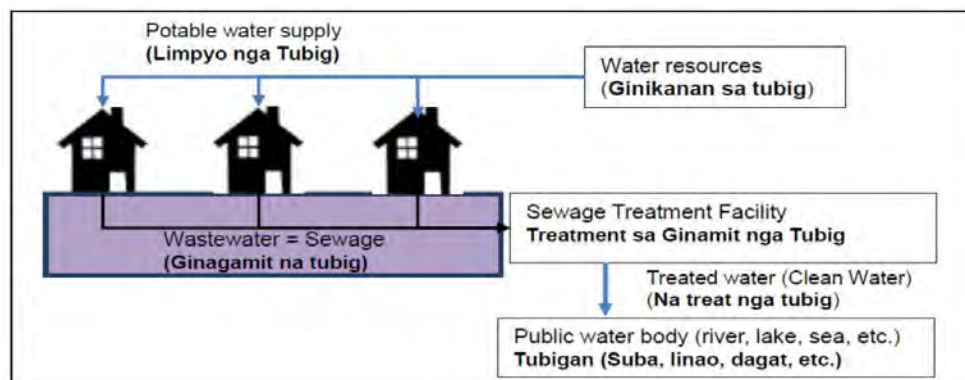 Potable water supply
(Limpyo nga Tubig)
Water resources
(Ginikanan sa tubig)
Wastewater = Sewage
(Ginagamit na tubig)
Sewage Treatment Facility
Treatment sa Ginamit nga Tubig
Treated water (Clean Water)
(Na treat nga tubig)
Public water body (river, lake, sea, etc.)
Tubigan (Suba, linao, dagat, etc.)